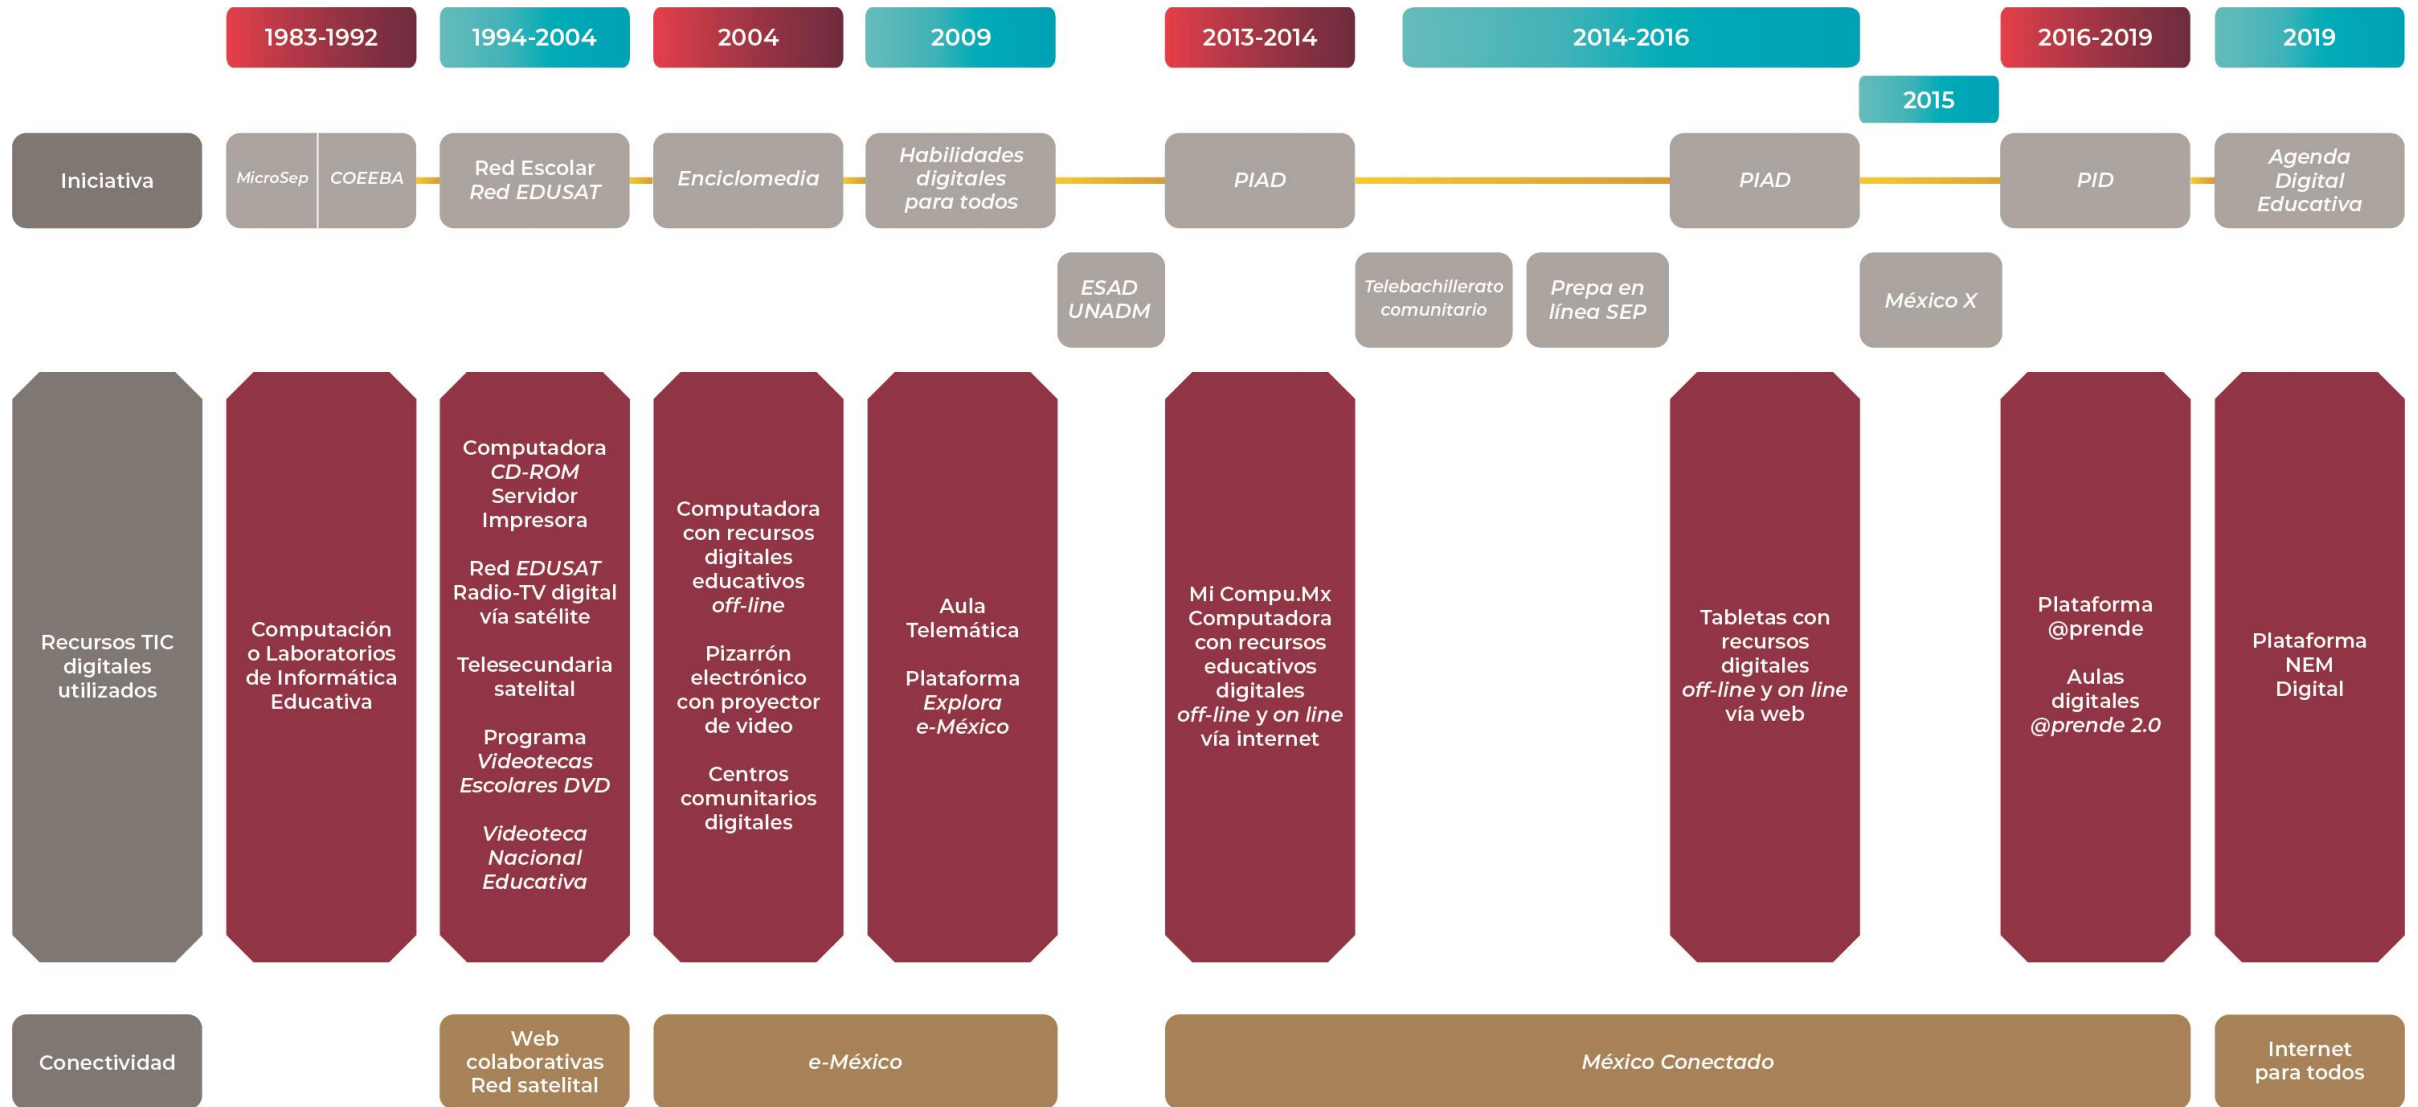 1983-1992
1994-2004
2004
2009
2013-2014
2014-2016
2016-2019
2019
2015
Iniciativa
MicroSep
COEEBA
Red Escolar
Red EDUSAT
Enciclomedia
Habilidades
digitales
para todos
PIAD
PIAD
PID
Agenda
Digital
Educativa
ESAD
UNADM
Telebachillerato
comunitario
Prepa en
línea SEP
México X
Recursos TIC
digitales
utilizados
Computación
o Laboratorios
de Informática
Educativa
Computadora
CD-ROM
Servidor
Impresora
Red EDUSAT
Radio-TV digital
vía satélite
Telesecundaria
satelital
Programa
Videotecas
Escolares DVD
Videoteca
Nacional
Educativa
Computadora
con recursos
digitales
educativos
off-line
Pizarrón
electrónico
con proyector
de video
Centros
comunitarios
digitales
Aula
Telemática
Plataforma
Explora
e-México
Mi Compu.Mx
Computadora
con recursos
educativos
digitales
off-line y on line
vía internet
Tabletas con
recursos
digitales
off-line y on line
vía web
Plataforma
@prende
Aulas
digitales
@prende 2.0
Plataforma
NEM
Digital
Conectividad
Web
colaborativas
Red satelital
e-México
México Conectado
Internet
para todos